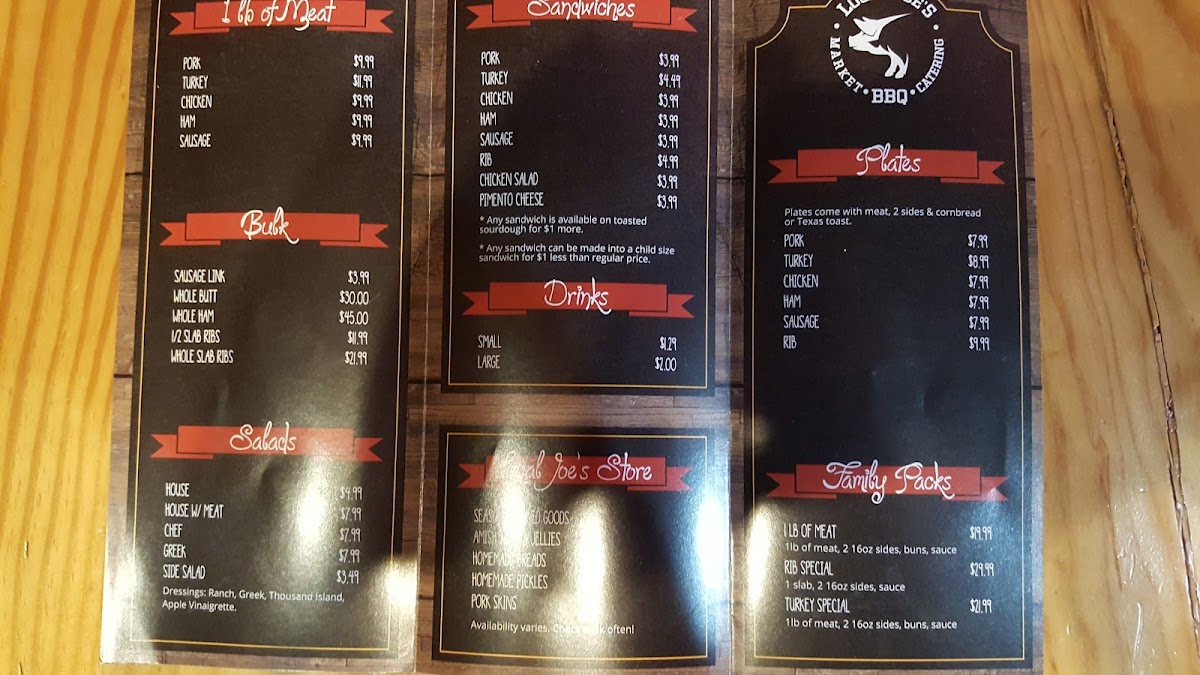 1 lb of Meat
PORK $9.99
TURKEY $11.99
CHICKEN $9.99
HAM $9.99
SAUSAGE $9.99
Bulk
SAUSAGE LINK $3.99
WHOLE BUTT $30.00
WHOLE HAM $45.00
1/2 SLAB RIBS $11.99
WHOLE SLAB RIBS $21.99
Salads
HOUSE $4.99
HOUSE W/ MEAT $7.99
CHEF $7.99
GREEK $7.99
SIDE SALAD $3.49
Dressings: Ranch, Greek, Thousand Island,
Apple Vinaigrette.
Sandwiches
PORK $3.99
TURKEY $4.49
CHICKEN $3.99
HAM $3.99
SAUSAGE $3.99
RIB $4.99
CHICKEN SALAD $3.99
PIMENTO CHEESE $3.99
* Any sandwich is available on toasted
sourdough for $1 more.
* Any sandwich can be made into a child size
sandwich for $1 less than regular price.
Drinks
SMALL $1.29
LARGE $2.00
Joe's Store
GOODS
AMISH JELLIES
HOMEMADE BREADS
HOMEMADE PICKLES
PORK SKINS
Availability varies. Check back often!
MARKET • BBQ • CATERING
Plates
Plates come with meat, 2 sides & cornbread
or Texas toast.
PORK $7.99
TURKEY $8.99
CHICKEN $7.99
HAM $7.99
SAUSAGE $7.99
RIB $9.99
Family Packs
1 LB OF MEAT $19.99
1lb of meat, 2 16oz sides, buns, sauce
RIB SPECIAL $29.99
1 slab, 2 16oz sides, sauce
TURKEY SPECIAL $21.99
1lb of meat, 2 16oz sides, buns, sauce